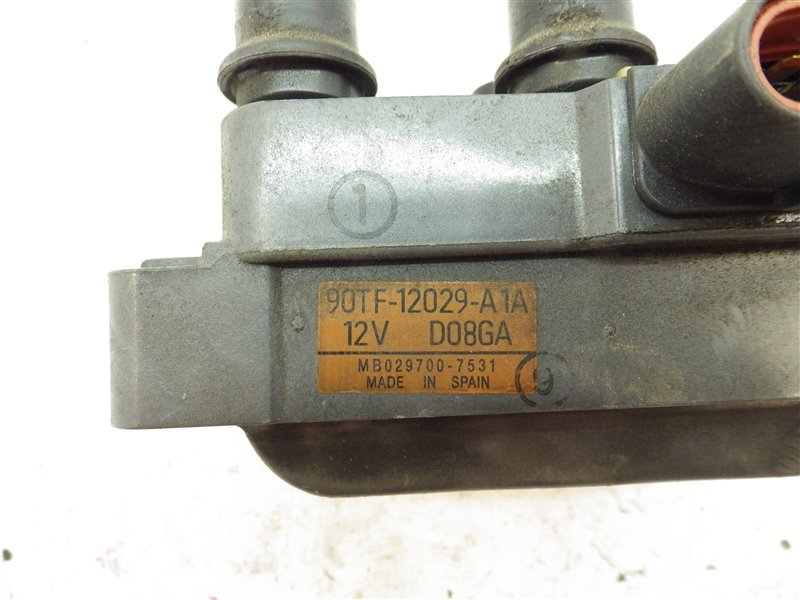 1
90TF-12029-A1A
12V D08GA
MB029700-7531
MADE IN SPAIN
9